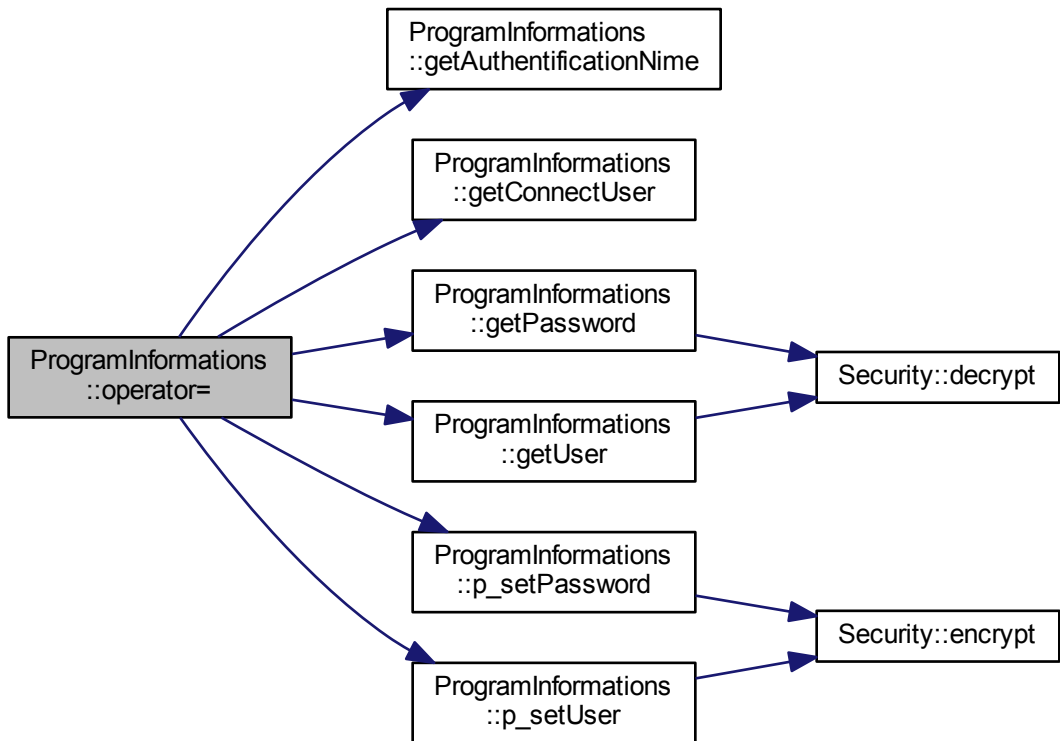 ProgramInformations
::getAuthentificationNime
ProgramInformations
::getConnectUser
ProgramInformations
::getPassword
ProgramInformations
::operator=
Security::decrypt
ProgramInformations
::getUser
ProgramInformations
::p_setPassword
Security::encrypt
ProgramInformations
::p_setUser